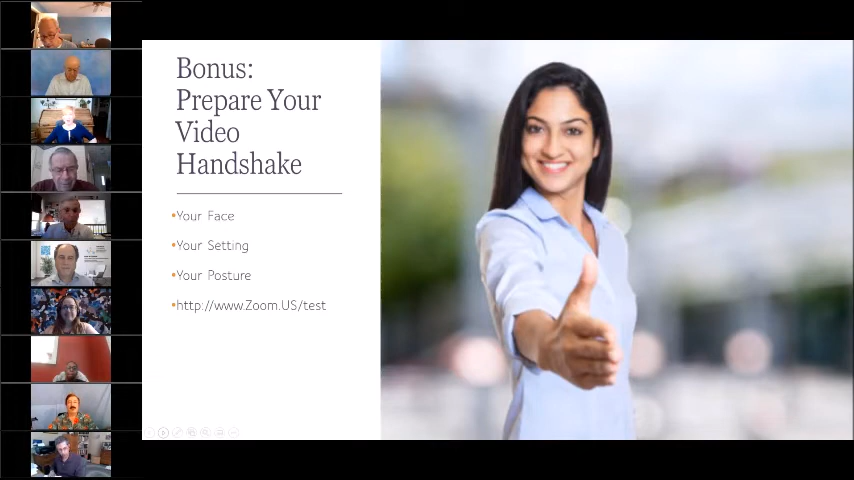 Bonus:
Prepare Your
Video
Handshake
•Your Face
•Your Setting
•Your Posture
•http://www.Zoom.US/test